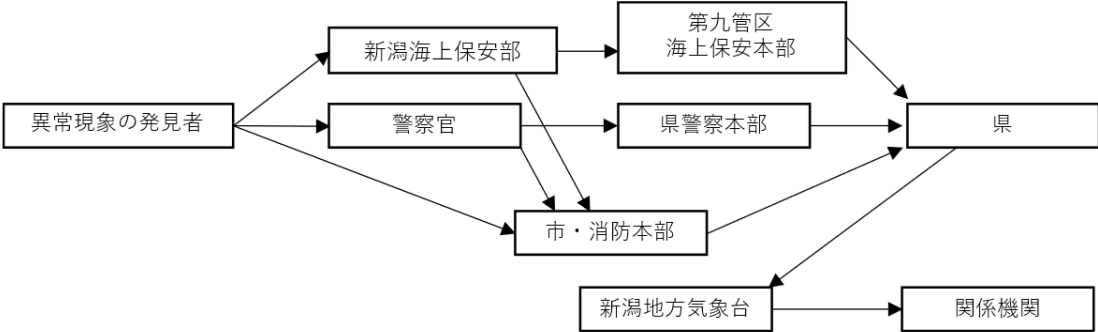 第九管区
海上保安本部
新潟海上保安部
異常現象の発見者
警察官
県警察本部
県
市・消防本部
新潟地方気象台
関係機関